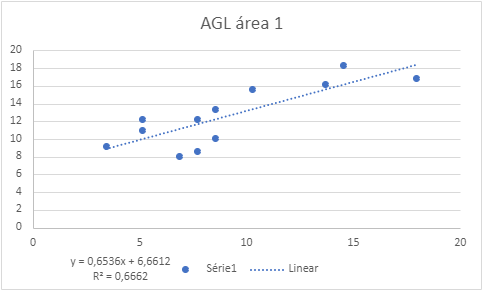 AGL área 1
20
18
16
14
12
10
8
6
4
2
0
0 5 10 15 20
y = 0,6536x + 6,6612
R² = 0,6662
Série1 Linear